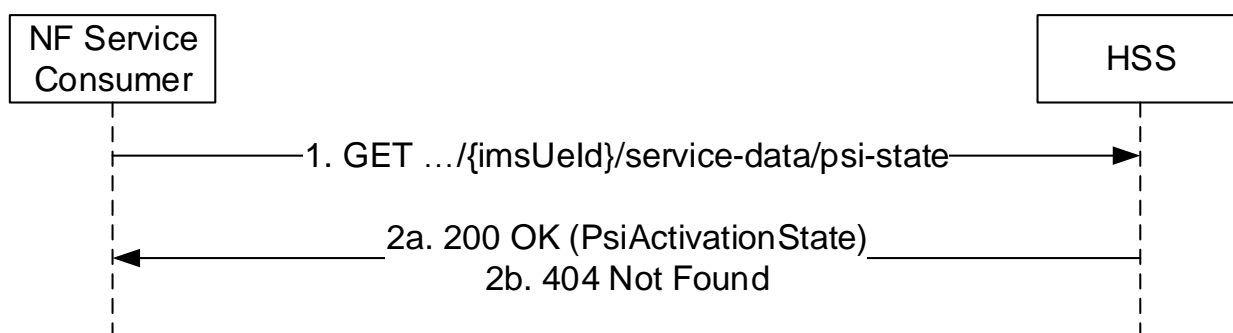 NF Service
Consumer
HSS
1. GET …/{imsUeId}/service-data/psi-state
2a. 200 OK (PsiActivationState)
2b. 404 Not Found